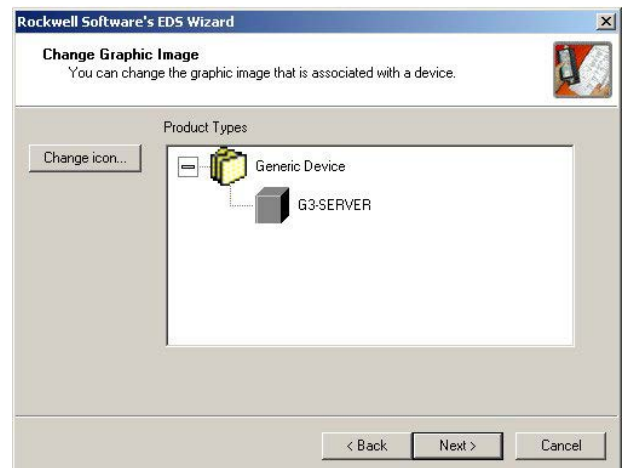 Rockwell Software's EDS Wizard
Change Graphic Image
You can change the graphic image that is associated with a device.
Product Types
Change icon...
Generic Device
G3-SERVER
< Back
Next >
Cancel